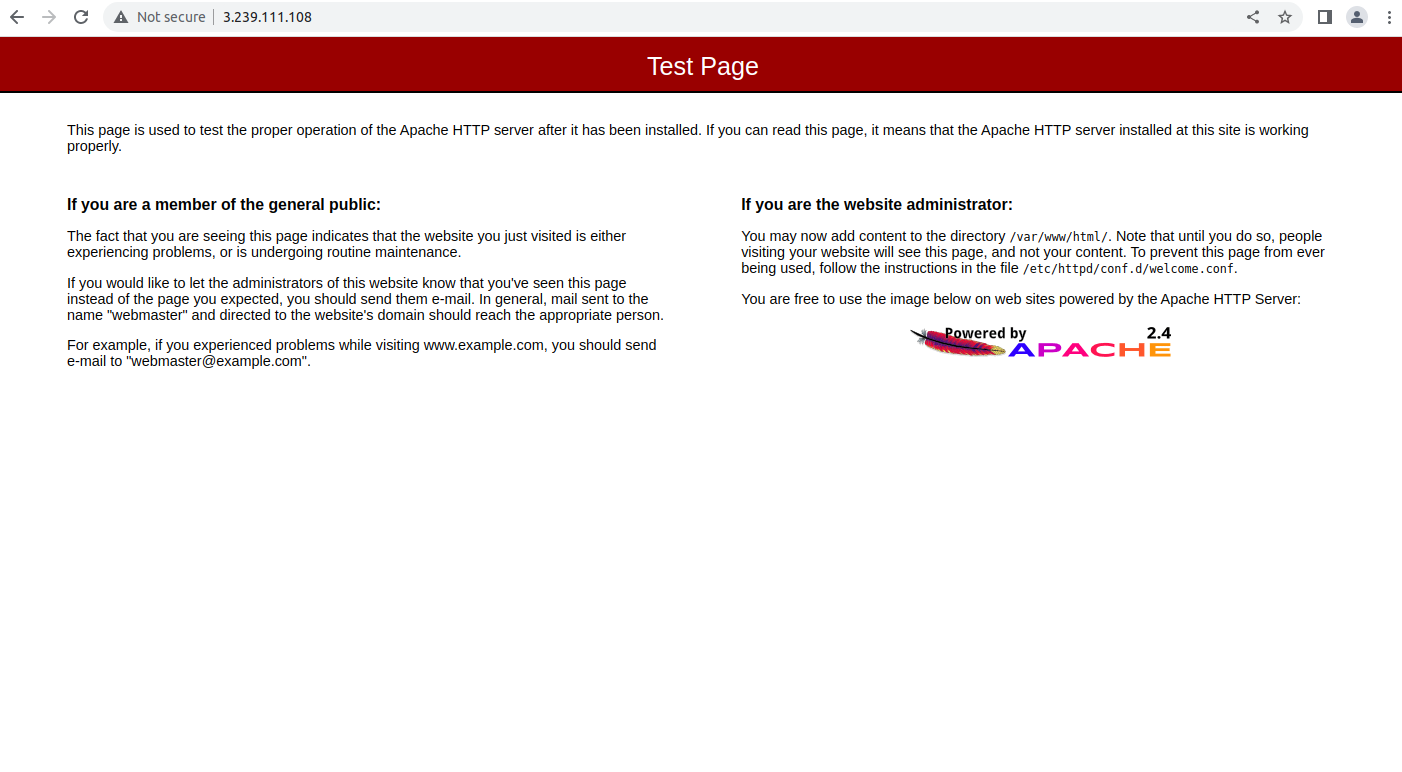 Not secure 3.239.111.108
Test Page
This page is used to test the proper operation of the Apache HTTP server after it has been installed. If you can read this page, it means that the Apache HTTP server installed at this site is working
properly.
If you are a member of the general public:
The fact that you are seeing this page indicates that the website you just visited is either
experiencing problems, or is undergoing routine maintenance.
If you would like to let the administrators of this website know that you've seen this page
instead of the page you expected, you should send them e-mail. In general, mail sent to the
name "webmaster" and directed to the website's domain should reach the appropriate person.
For example, if you experienced problems while visiting www.example.com, you should send
e-mail to "webmaster@example.com".
If you are the website administrator:
You may now add content to the directory /var/www/html/. Note that until you do so, people
visiting your website will see this page, and not your content. To prevent this page from ever
being used, follow the instructions in the file /etc/httpd/conf.d/welcome.conf.
You are free to use the image below on web sites powered by the Apache HTTP Server:
Powered by 2.4
APACHE